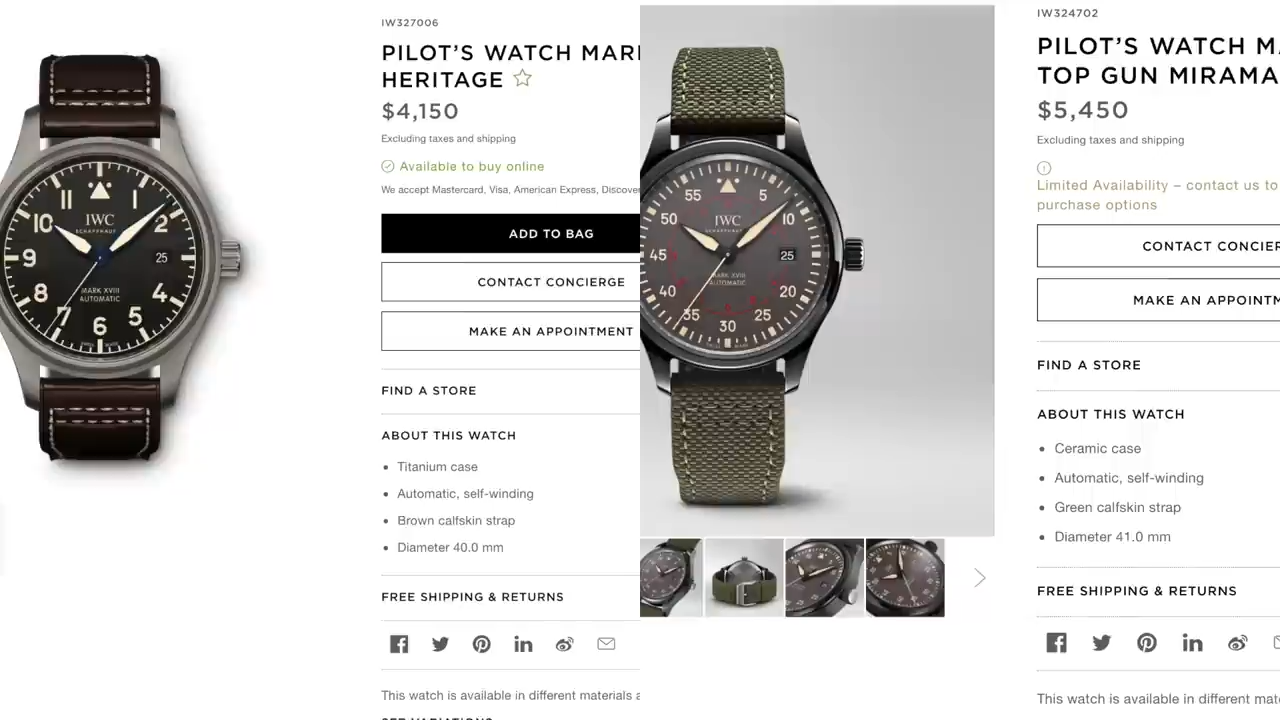 IW327006
PILOT’S WATCH MAR
HERITAGE
$4,150
Excluding taxes and shipping
Available to buy online
We accept Mastercard, Visa, American Express, Discover
ADD TO BAG
CONTACT CONCIERGE
MAKE AN APPOINTMENT
FIND A STORE
ABOUT THIS WATCH
Titanium case
Automatic, self-winding
Brown calfskin strap
Diameter 40.0 mm
FREE SHIPPING & RETURNS
This watch is available in different materials a
11 1
10 2
9 25
8 4
7 6 5
IWC
SCHAFFHAUSEN
MARK XVIII
AUTOMATIC
IW324702
PILOT’S WATCH MA
TOP GUN MIRAMA
$5,450
Excluding taxes and shipping
Limited Availability – contact us to
purchase options
CONTACT CONCIER
MAKE AN APPOINTM
FIND A STORE
ABOUT THIS WATCH
Ceramic case
Automatic, self-winding
Green calfskin strap
Diameter 41.0 mm
FREE SHIPPING & RETURNS
This watch is available in different mate
55 5
50 10
45 25
40 20
35 30 25
IWC
SCHAFFHAUSEN
MARK XVIII
AUTOMATIC